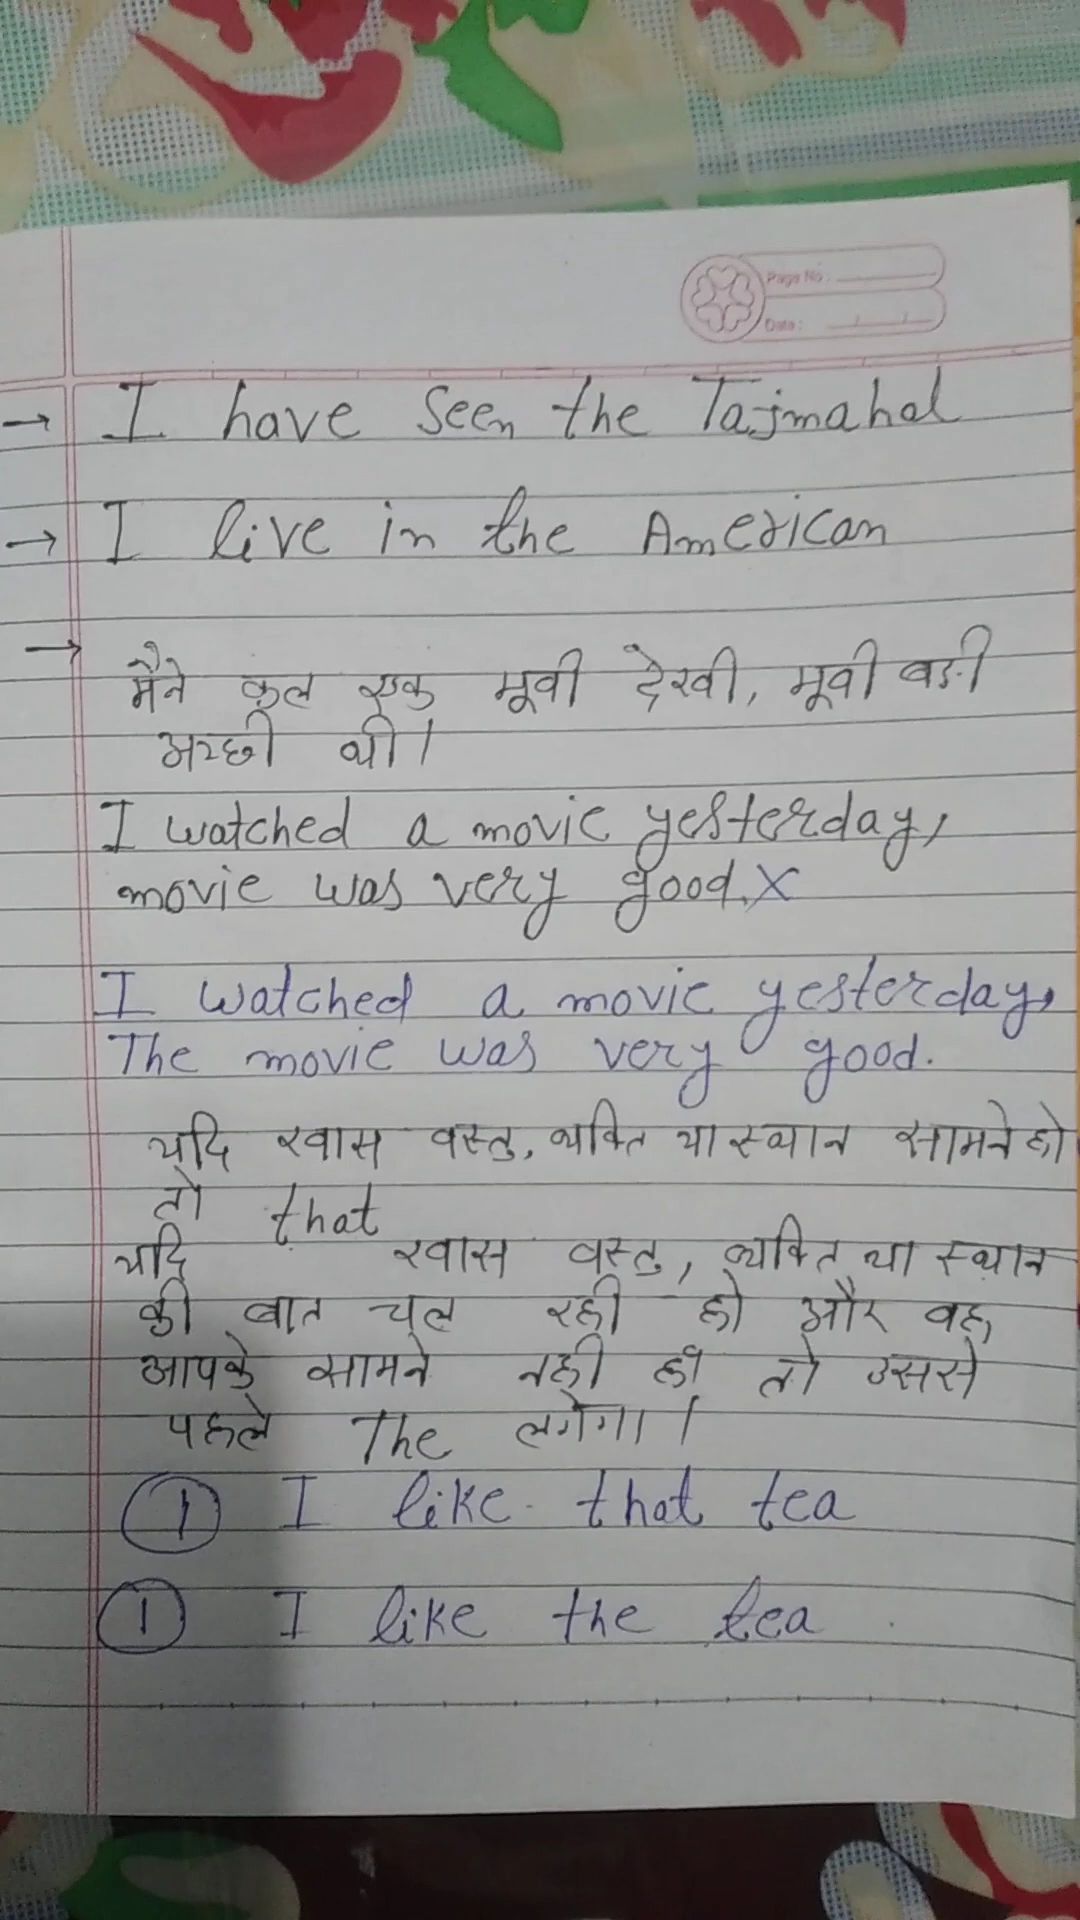 Page No:
Date:
→ I have seen the Tajmahal
→ I live in the American
→ मैने कल एक मूवी देखी, मूवी बङी
अच्छी थी।
I watched a movie yesterday,
movie was very good. X
I watched a movie yesterday,
The movie was very good.
यदि खास वस्तु, व्यक्ति या स्थान सामने हो
तो that
यदि खास वस्तु, व्यक्ति या स्थान
की बात चल रही हो और वह
आपके सामने नही हो तो उससे
पहले The लगेगा।
① I like that tea
① I like the tea